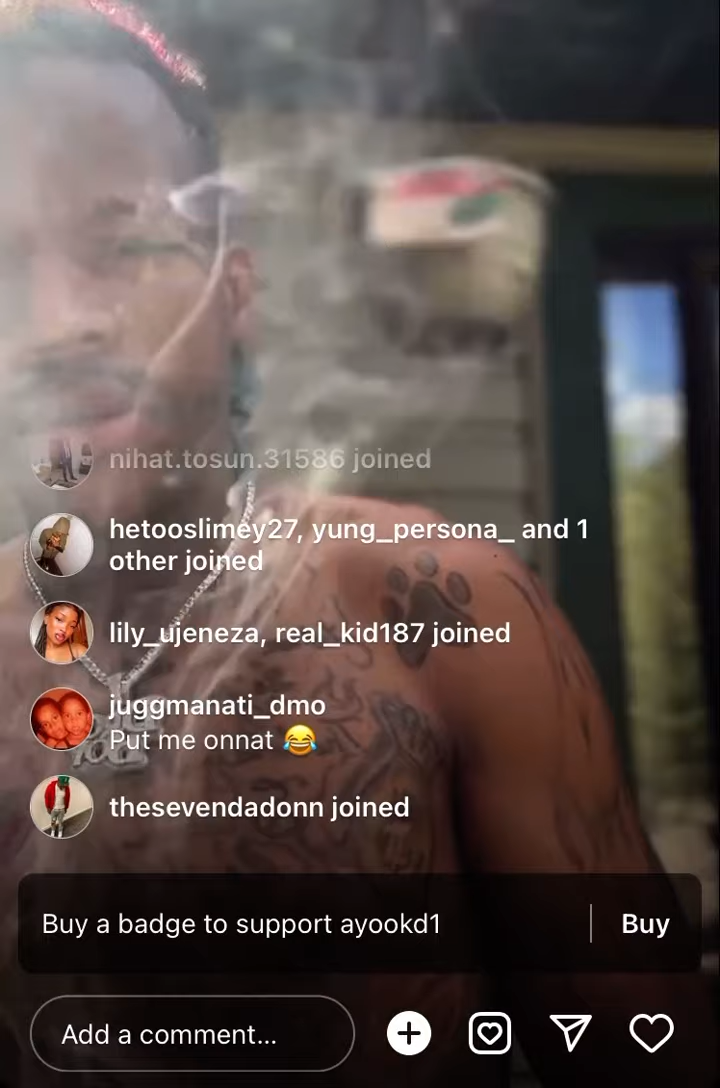 nihat.tosun.31586 joined
hetooslimey27, yung_persona_ and 1
other joined
lily_ujeneza, real_kid187 joined
juggmanati_dmo
Put me onnat 😂
thesevendadonn joined
Buy a badge to support ayookd1
Buy
Add a comment...